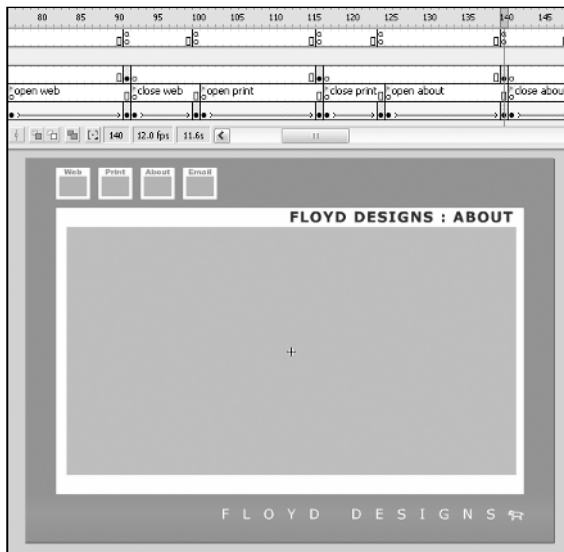 80 85 90 95 100 105 110 115 120 125 130 135 140 145
open web close web open print close print open about close abou
140 12.0 fps 11.6s
Web Print About Email
FLOYD DESIGNS : ABOUT
FLOYD DESIGNS